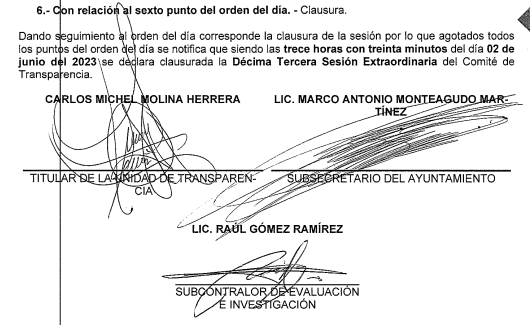 6.- Con relación al sexto punto del orden del día. - Clausura.
Dando seguimiento al orden del día corresponde la clausura de la sesión por lo que agotados todos
los puntos del orden del día se notifica que siendo las trece horas con treinta minutos del día 02 de
junio del 2023 se declara clausurada la Décima Tercera Sesión Extraordinaria del Comité de
Transparencia.
CARLOS MICHEL MOLINA HERRERA
TITULAR DE LA UNIDAD DE TRANSPAREN-
CIA
LIC. MARCO ANTONIO MONTEAGUDO MAR-
TÍNEZ
SUBSECRETARIO DEL AYUNTAMIENTO
LIC. RAÚL GÓMEZ RAMÍREZ
SUBCONTRALOR DE EVALUACIÓN
E INVESTIGACIÓN